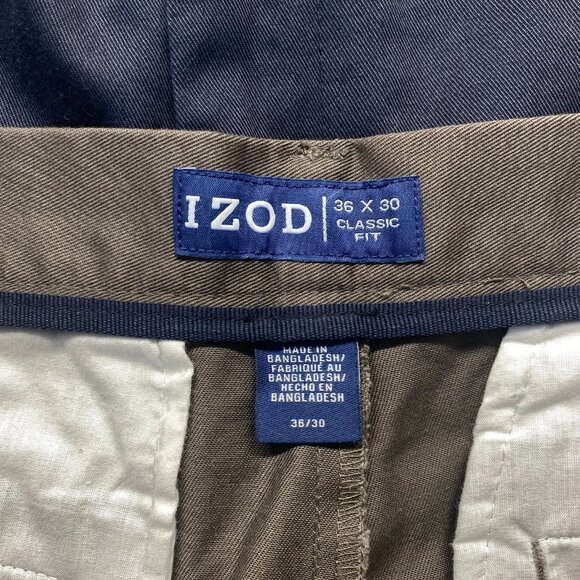 IZOD
36 X 30
CLASSIC
FIT
MADE IN
BANGLADESH/
FABRIQUÉ AU
BANGLADESH/
HECHO EN
BANGLADESH
36/30